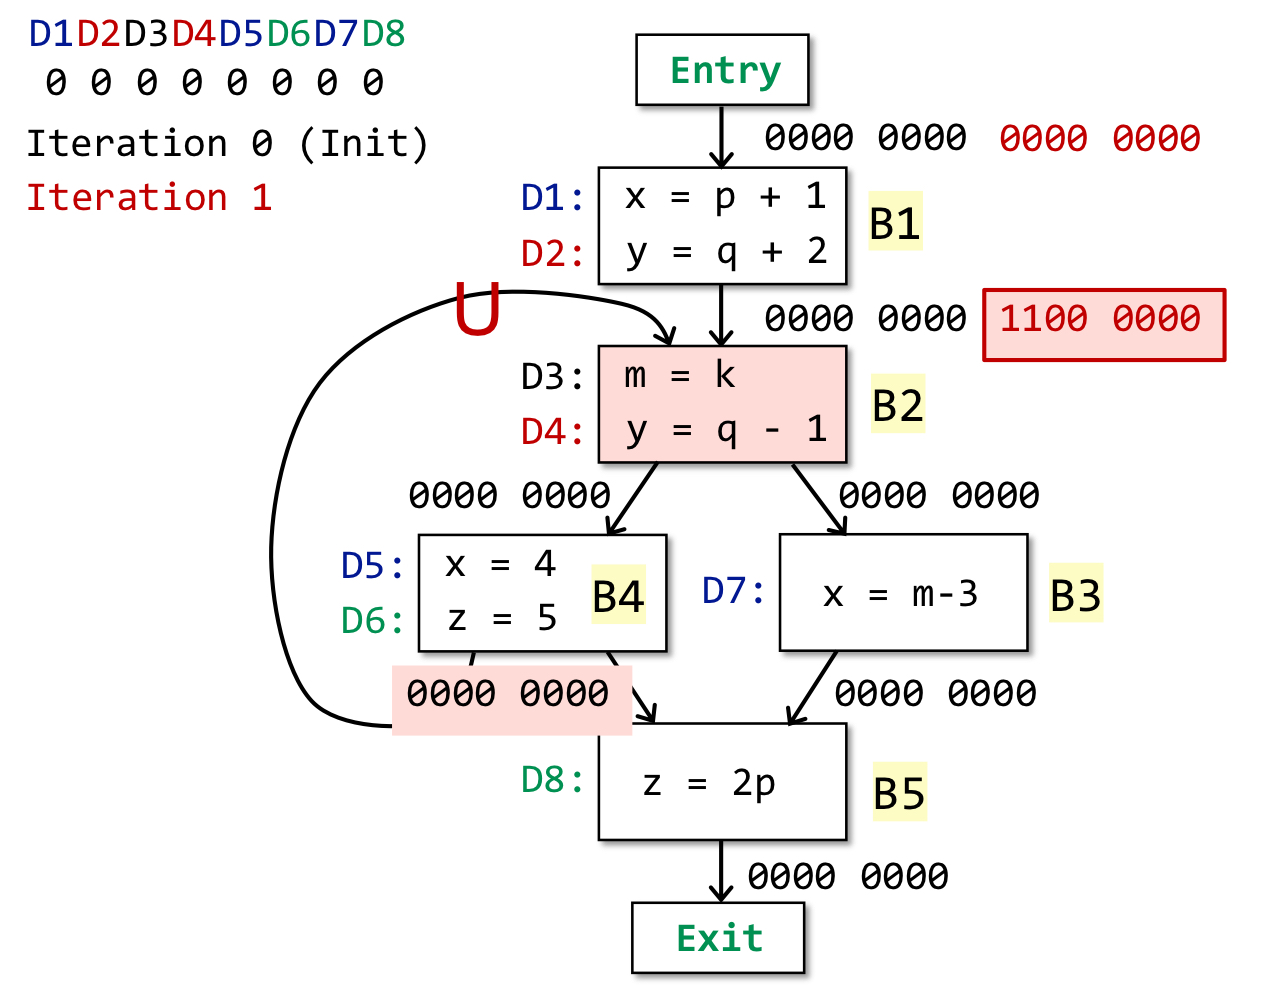 D1D2D3D4D5D6D7D8
0 0 0 0 0 0 0 0
Iteration 0 (Init)
Iteration 1
Entry
0000 0000 0000 0000
D1: x = p + 1
D2: y = q + 2
B1
U
0000 0000 1100 0000
D3: m = k
D4: y = q - 1
B2
0000 0000
0000 0000
D5: x = 4
D6: z = 5
B4
D7: x = m-3
B3
0000 0000
0000 0000
D8: z = 2p
B5
0000 0000
Exit